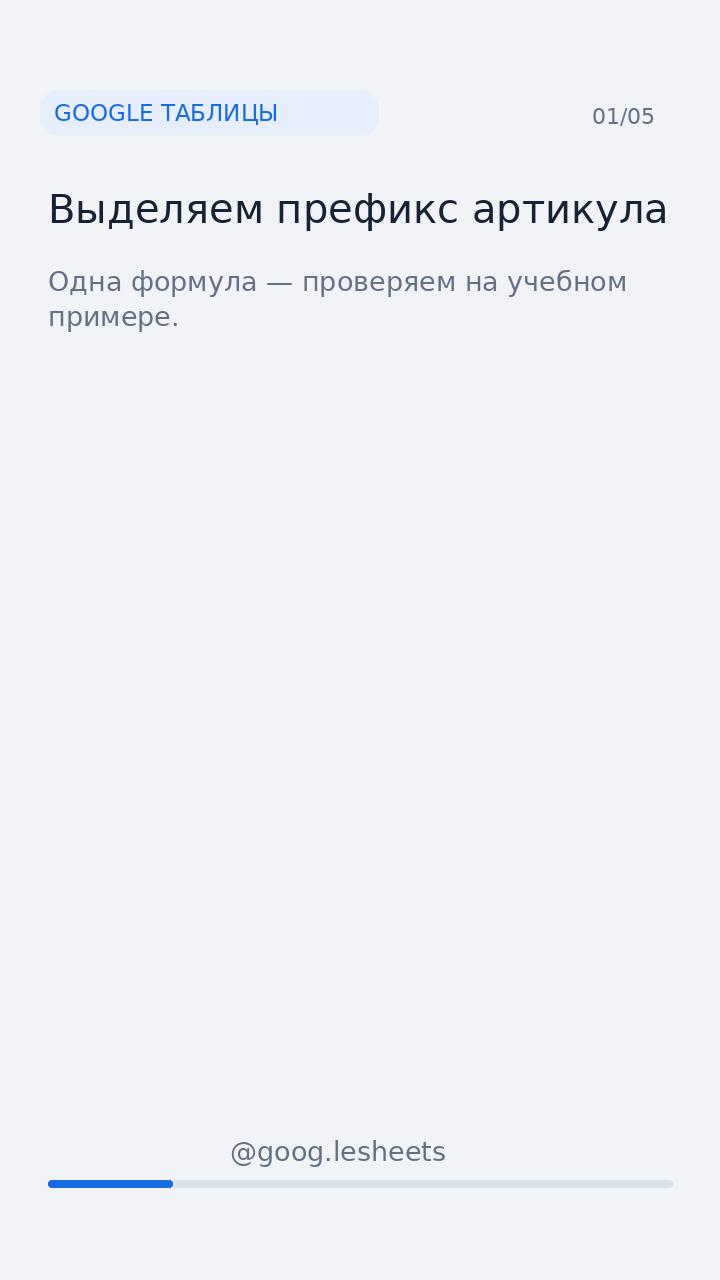 GOOGLE ТАБЛИЦЫ
01/05
Выделяем префикс артикула
Одна формула — проверяем на учебном
примере.
@goog.lesheets